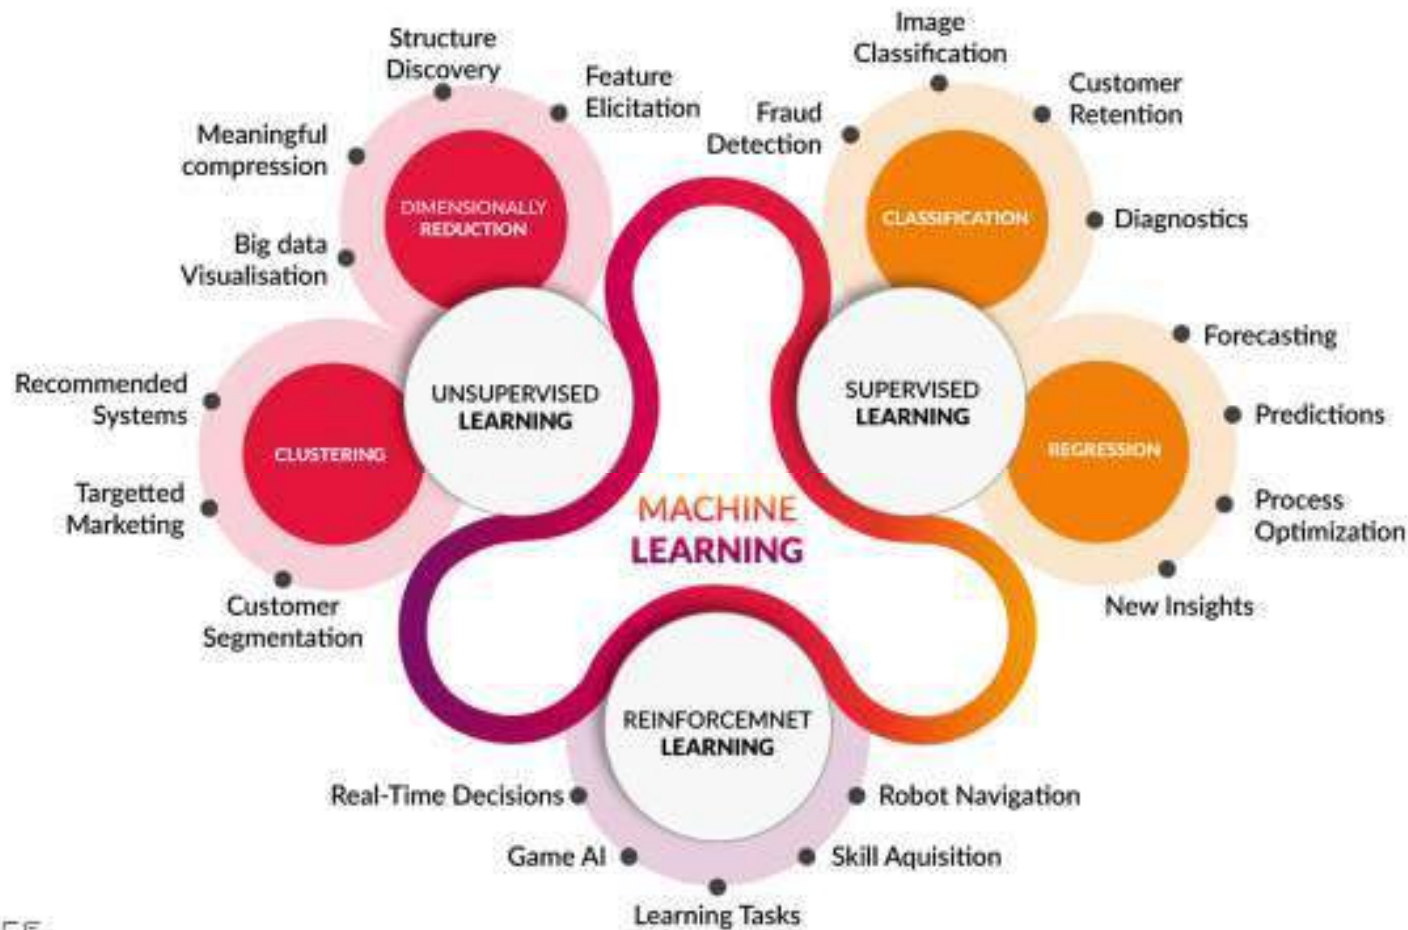 Structure
Discovery
Feature
Elicitation
Meaningful
compression
Big data
Visualisation
DIMENSIONALLY
REDUCTION
Recommended
Systems
Targetted
Marketing
Customer
Segmentation
CLUSTERING
UNSUPERVISED
LEARNING
Image
Classification
Fraud
Detection
Customer
Retention
Diagnostics
CLASSIFICATION
SUPERVISED
LEARNING
Forecasting
Predictions
Process
Optimization
New Insights
REGRESSION
MACHINE
LEARNING
REINFORCEMNET
LEARNING
Real-Time Decisions
Game AI
Learning Tasks
Skill Aquisition
Robot Navigation